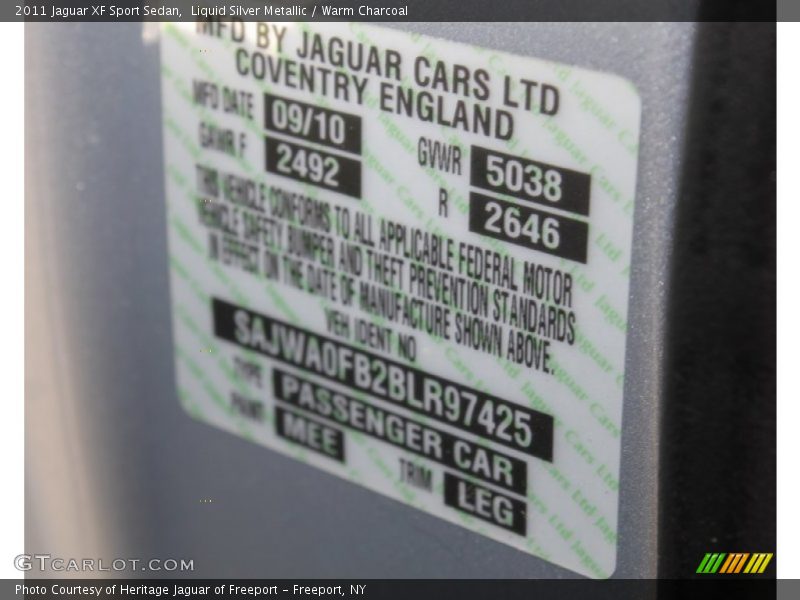 2011 Jaguar XF Sport Sedan,  Liquid Silver Metallic / Warm Charcoal
MFD BY JAGUAR CARS LTD
COVENTRY ENGLAND
MFD DATE 09/10
GAWR F 2492
GVWR 5038
R 2646
THIS VEHICLE CONFORMS TO ALL APPLICABLE FEDERAL MOTOR
VEHICLE SAFETY, BUMPER AND THEFT PREVENTION STANDARDS
IN EFFECT ON THE DATE OF MANUFACTURE SHOWN ABOVE.
VEH IDENT NO
SAJWA0FB2BLR97425
TYPE PASSENGER CAR
PAINT MEE
TRIM LEG
GTCARLOT.COM
Photo Courtesy of Heritage Jaguar of Freeport – Freeport, NY